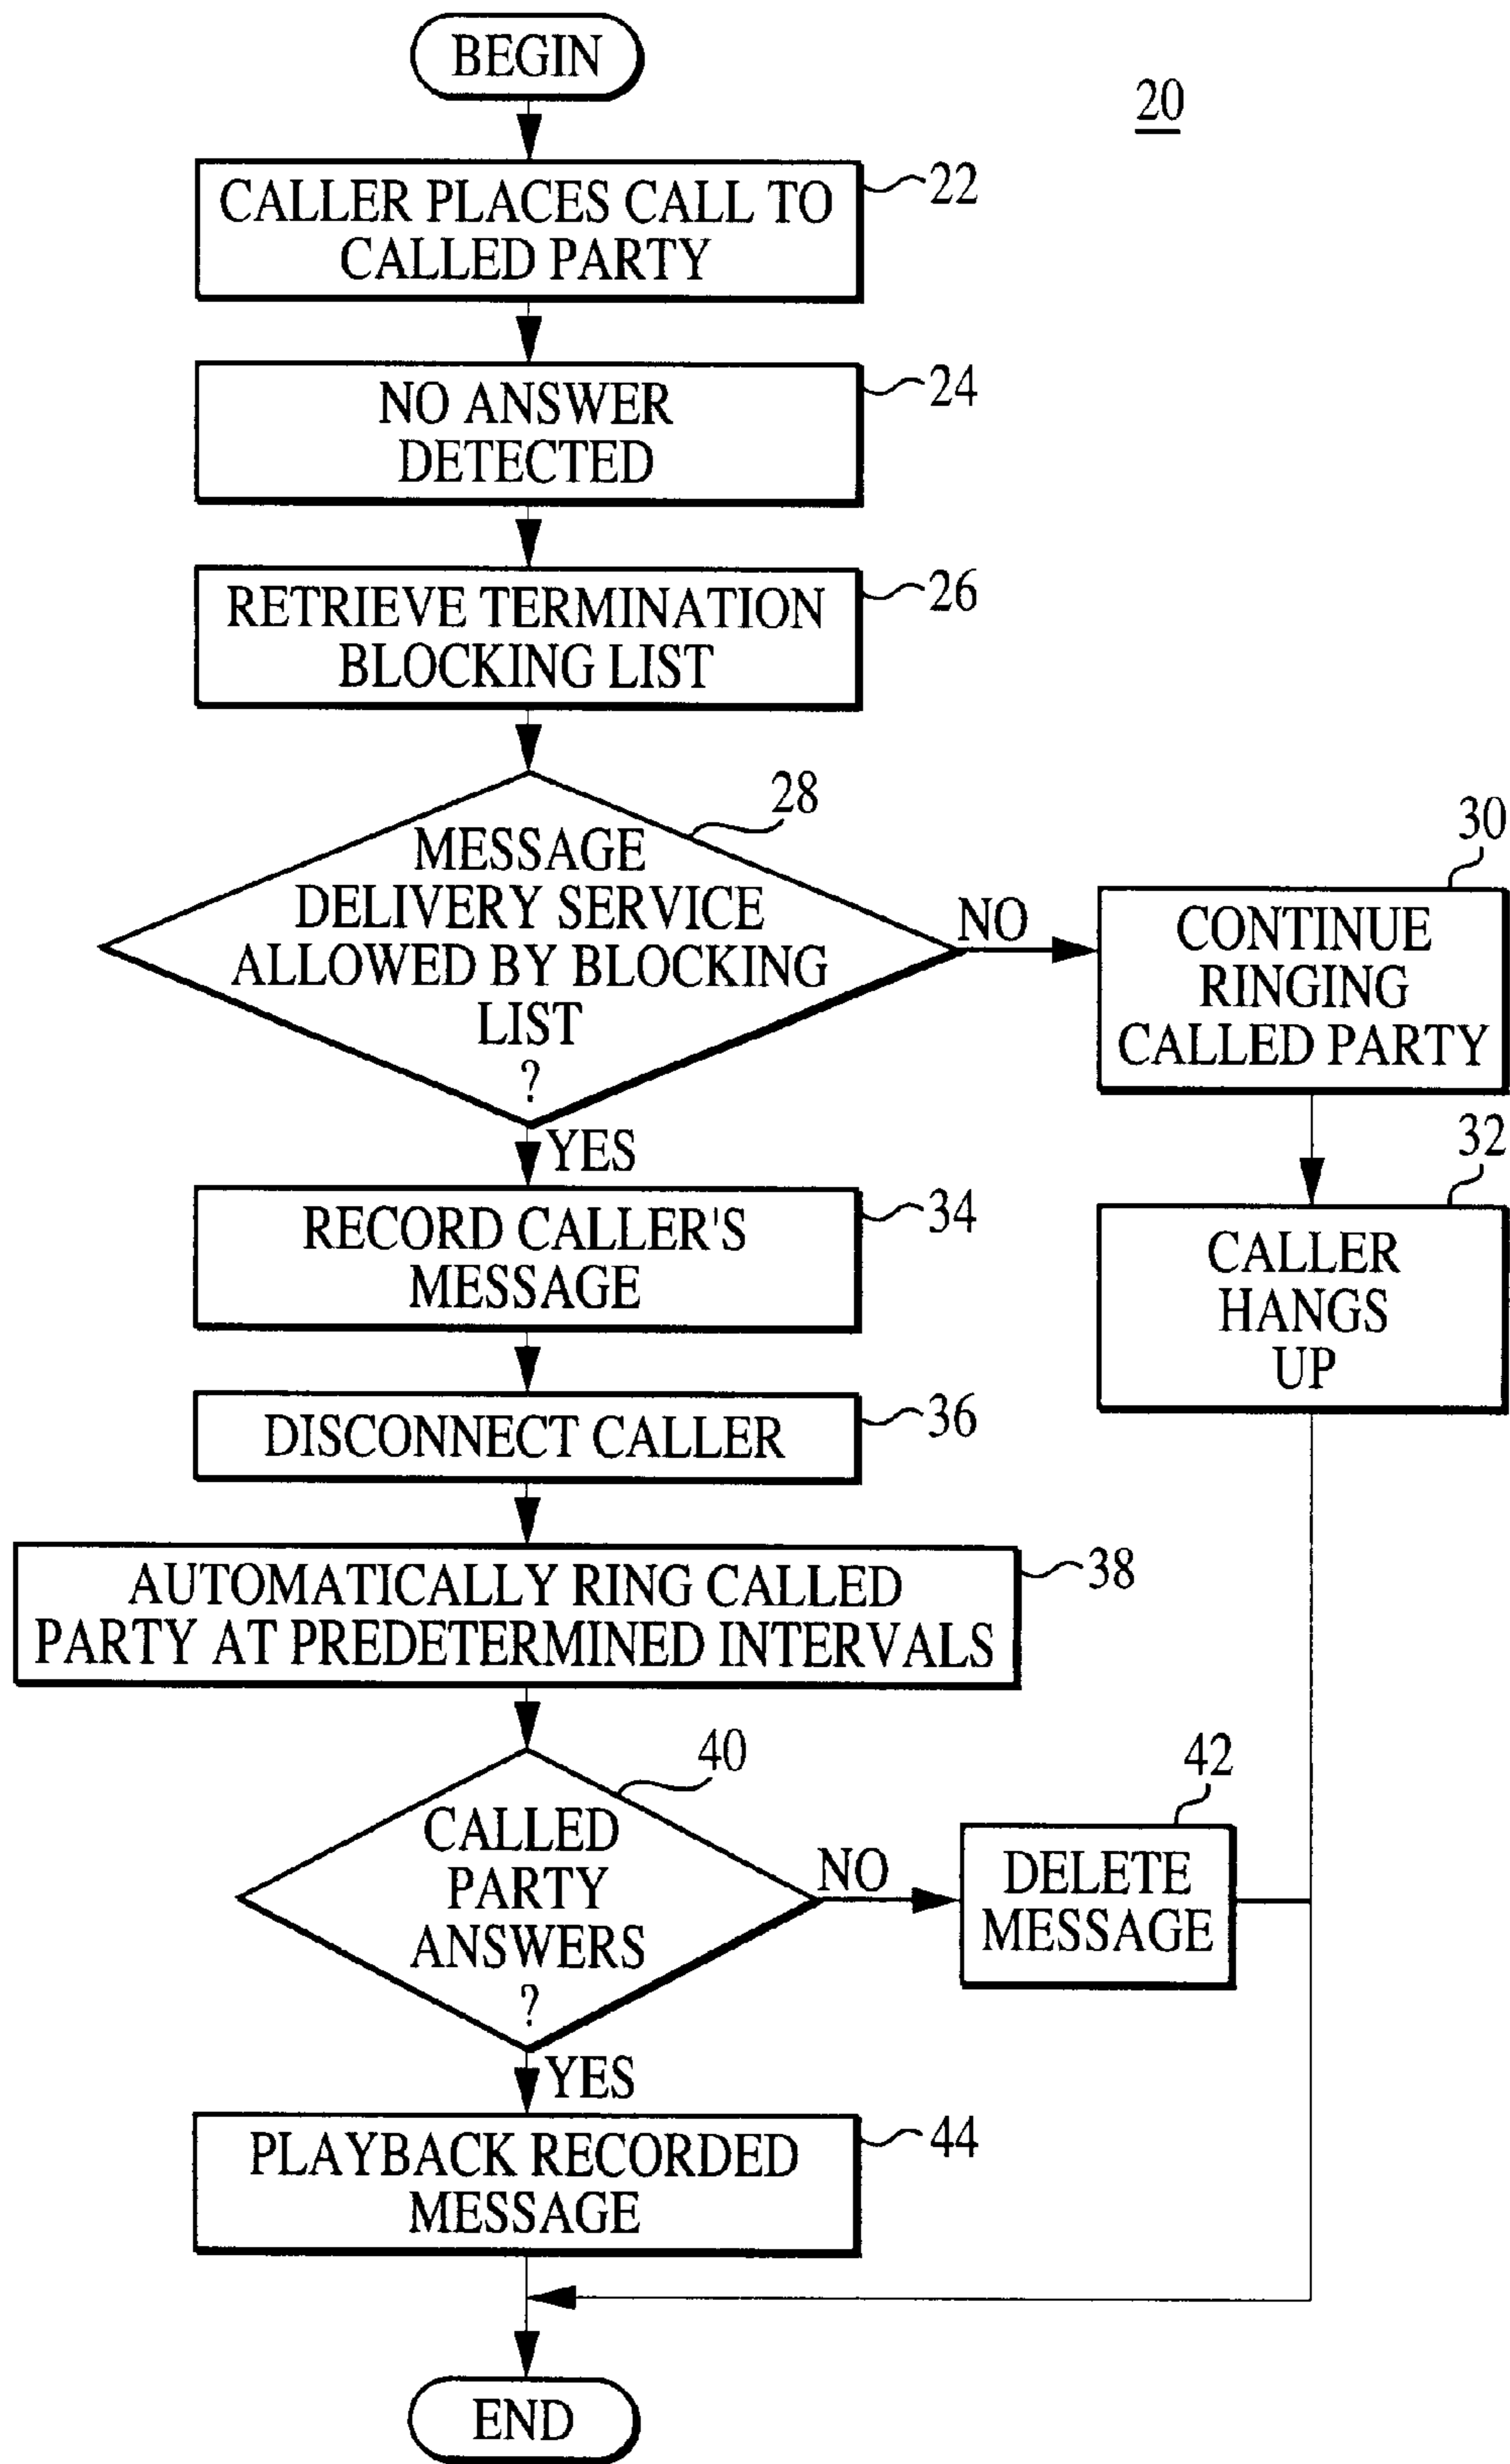 BEGIN
20
CALLER PLACES CALL TO
CALLED PARTY
22
NO ANSWER
DETECTED
24
RETRIEVE TERMINATION
BLOCKING LIST
26
MESSAGE
DELIVERY SERVICE
ALLOWED BY BLOCKING
LIST
?
28
NO
CONTINUE
RINGING
CALLED PARTY
30
YES
CALLER
HANGS
UP
32
RECORD CALLER'S
MESSAGE
34
DISCONNECT CALLER
36
AUTOMATICALLY RING CALLED
PARTY AT PREDETERMINED INTERVALS
38
CALLED
PARTY
ANSWERS
?
40
NO
DELETE
MESSAGE
42
YES
PLAYBACK RECORDED
MESSAGE
44
END